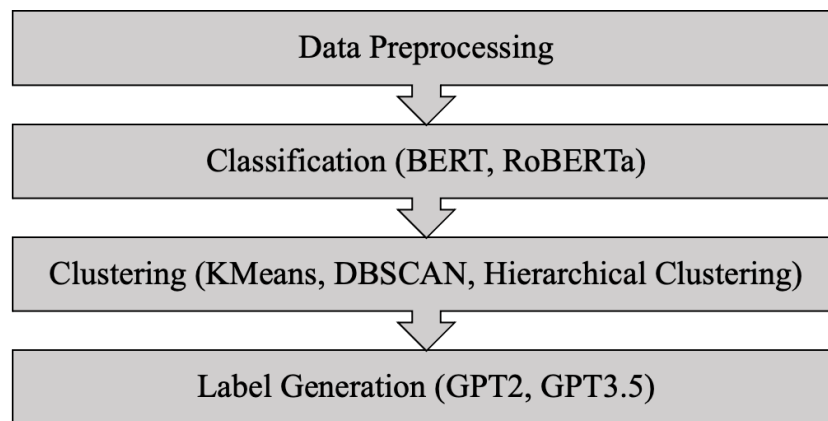 Data Preprocessing
Classification (BERT, RoBERTa)
Clustering (KMeans, DBSCAN, Hierarchical Clustering)
Label Generation (GPT2, GPT3.5)